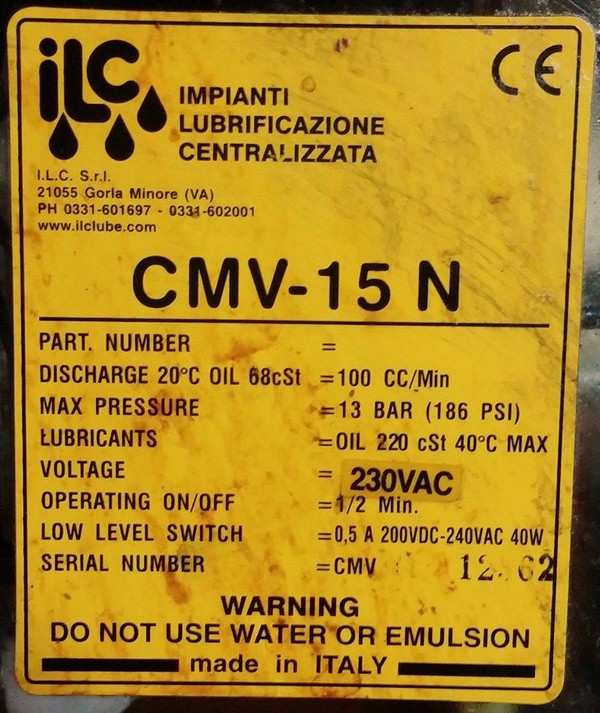 ILC
CE
IMPIANTI
LUBRIFICAZIONE
CENTRALIZZATA
I.L.C. S.r.l.
21055 Gorla Minore (VA)
PH 0331-601697 - 0331-602001
www.ilclube.com
CMV-15 N
PART. NUMBER =
DISCHARGE 20°C OIL 68cSt =100 CC/Min
MAX PRESSURE =13 BAR (186 PSI)
LUBRICANTS =OIL 220 cSt 40°C MAX
VOLTAGE = 230VAC
OPERATING ON/OFF =1/2 Min.
LOW LEVEL SWITCH =0,5 A 200VDC-240VAC 40W
SERIAL NUMBER =CMV
WARNING
DO NOT USE WATER OR EMULSION
made in ITALY